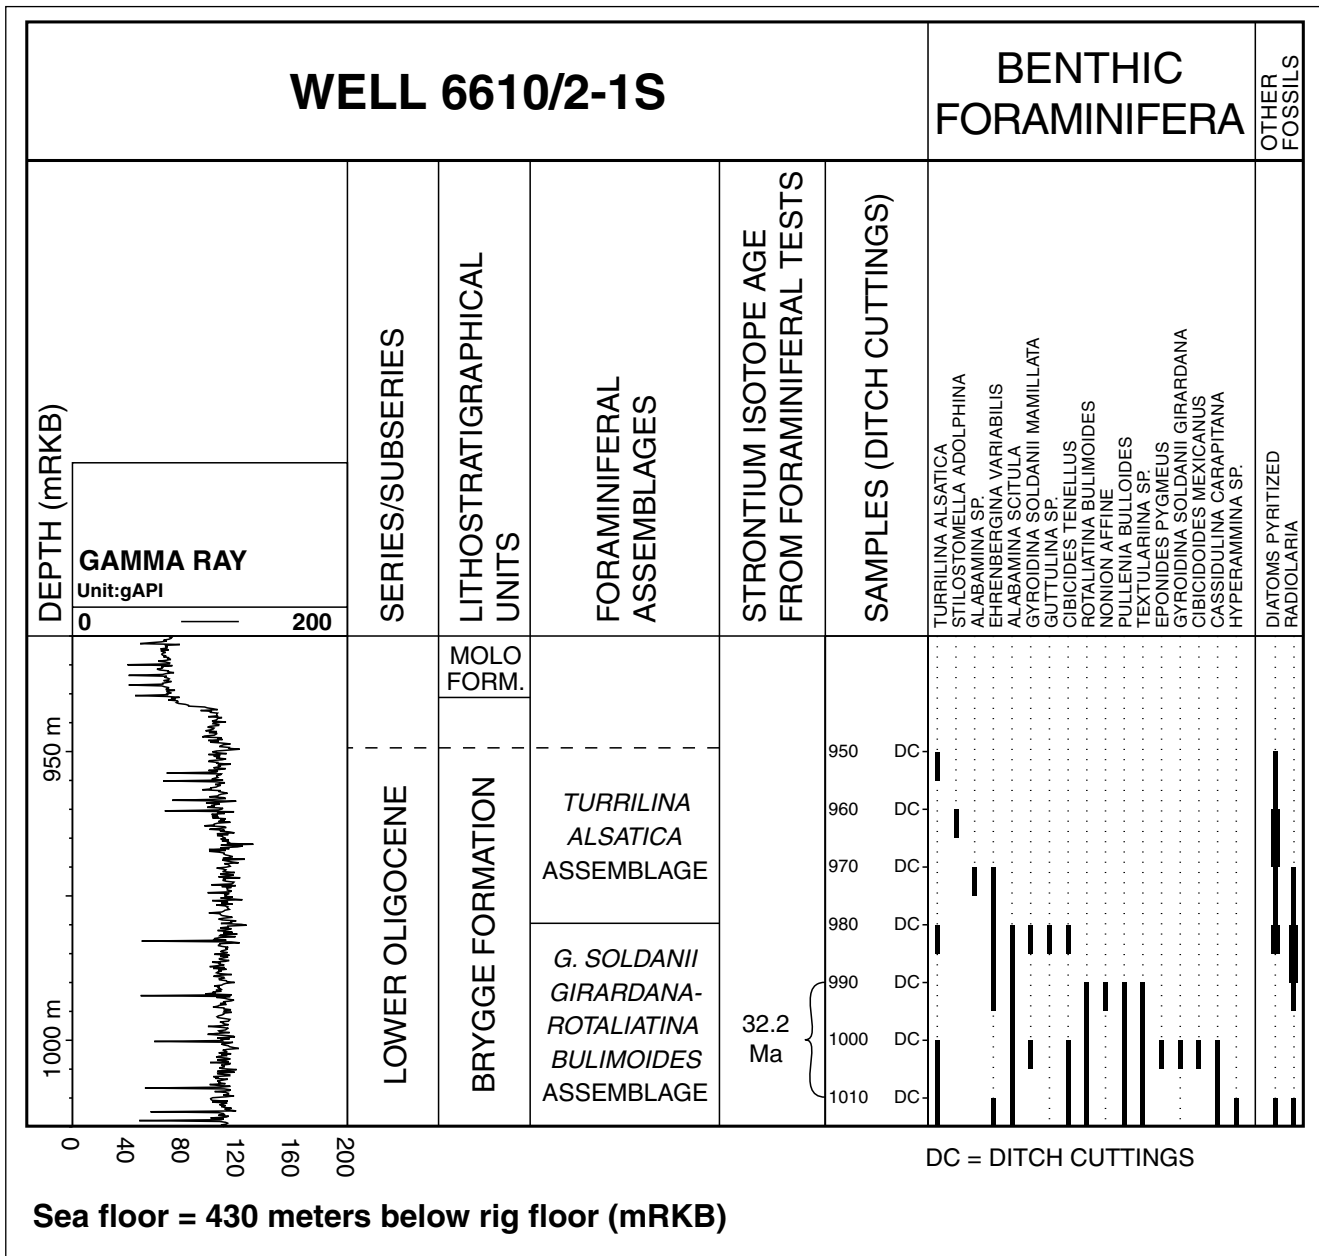 WELL 6610/2-1S
BENTHIC
FORAMINIFERA
OTHER
FOSSILS
DEPTH (mRKB)
GAMMA RAY
Unit:gAPI
0
200
SERIES/SUBSERIES
LITHOSTRATIGRAPHICAL
UNITS
FORAMINIFERAL
ASSEMBLAGES
STRONTIUM ISOTOPE AGE
FROM FORAMINIFERAL TESTS
SAMPLES (DITCH CUTTINGS)
TURRILINA ALSATICA
STILOSTOMELLA ADOLPHINA
ALABAMINA SP.
EHRENBERGINA VARIABILIS
ALABAMINA SCITULA
GYROIDINA SOLDANII MAMILLATA
GUTTULINA SP.
CIBICIDES TENELLUS
ROTALIATINA BULIMOIDES
NONION AFFINE
PULLENIA BULLOIDES
TEXTULARIINA SP.
EPONIDES PYGMEUS
GYROIDINA SOLDANII GIRARDANA
CIBICIDOIDES MEXICANUS
CASSIDULINA CARAPITANA
HYPERAMMINA SP.
DIATOMS PYRITIZED
RADIOLARIA
950 m
1000 m
LOWER OLIGOCENE
MOLO
FORM.
BRYGGE FORMATION
TURRILINA
ALSATICA
ASSEMBLAGE
G. SOLDANII
GIRARDANA-
ROTALIATINA
BULIMOIDES
ASSEMBLAGE
32.2
Ma
950 DC
960 DC
970 DC
980 DC
990 DC
1000 DC
1010 DC
0 40 80 120 160 200
DC = DITCH CUTTINGS
Sea floor = 430 meters below rig floor (mRKB)